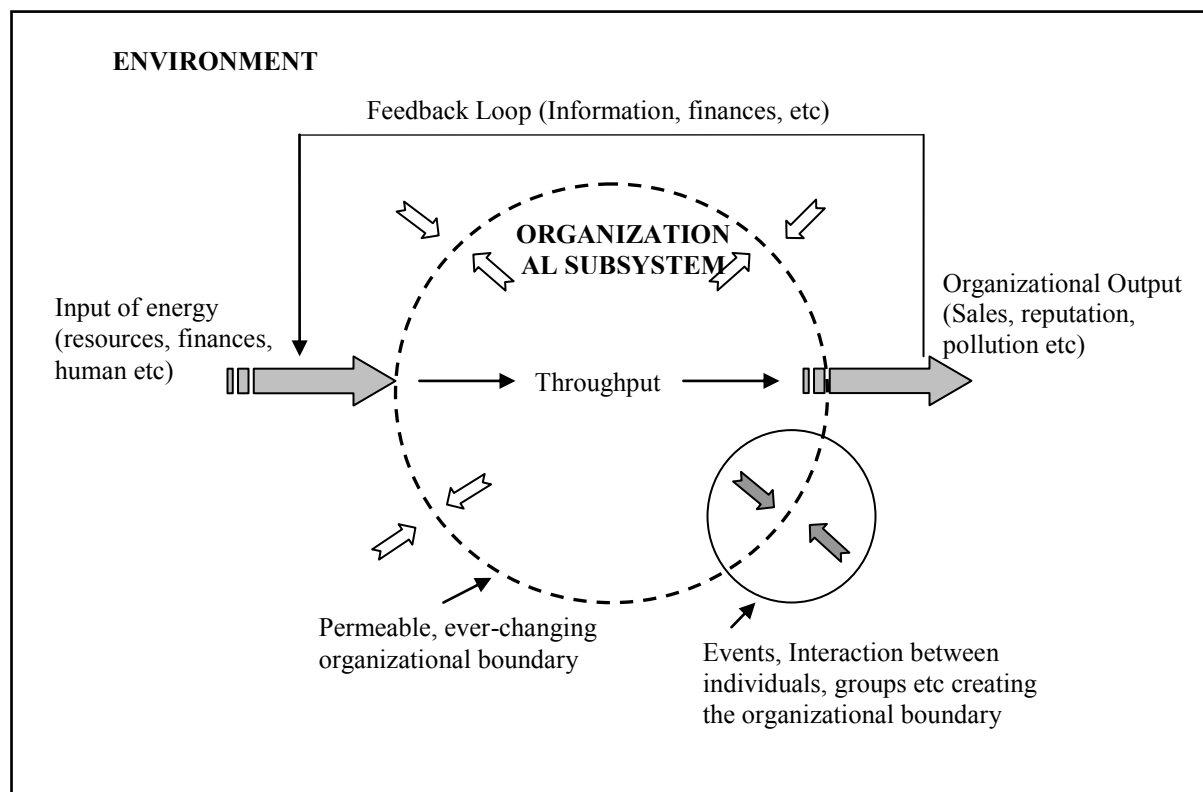 ENVIRONMENT
Feedback Loop (Information, finances, etc)
ORGANIZATION
AL SUBSYSTEM
Input of energy
(resources, finances,
human etc)
Throughput
Organizational Output
(Sales, reputation,
pollution etc)
Permeable, ever-changing
organizational boundary
Events, Interaction between
individuals, groups etc creating
the organizational boundary